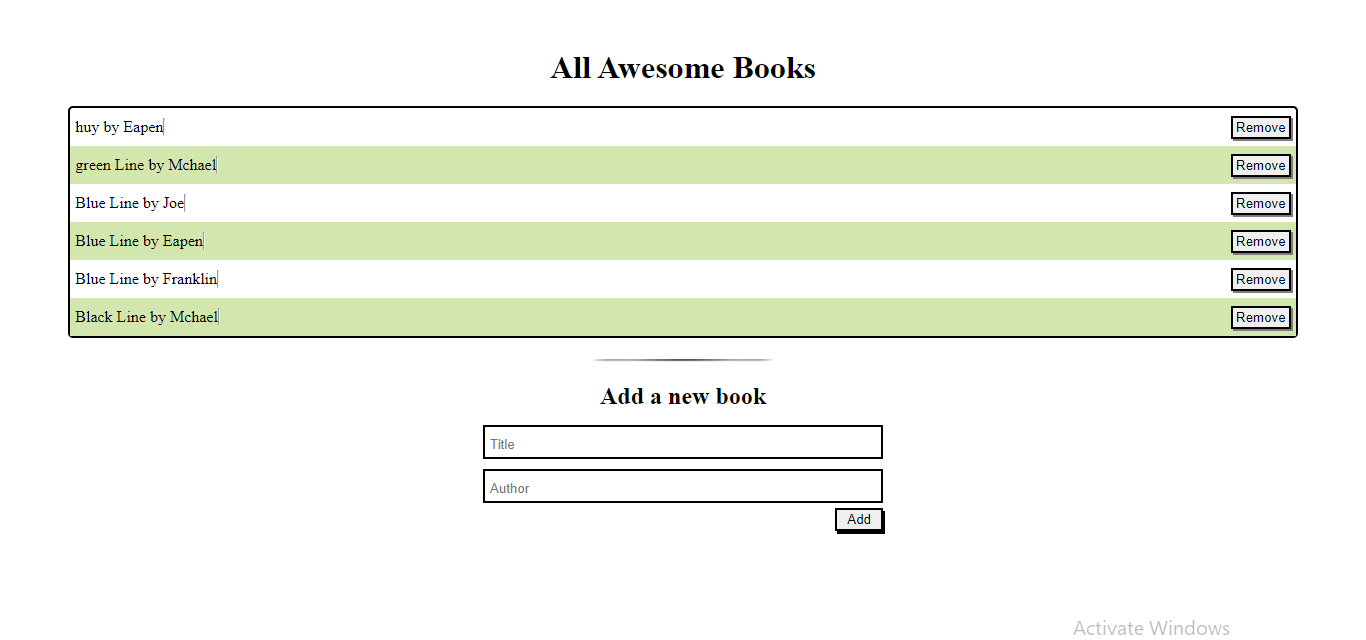 All Awesome Books
huy by Eapen Remove
green Line by Mchael Remove
Blue Line by Joe Remove
Blue Line by Eapen Remove
Blue Line by Franklin Remove
Black Line by Mchael Remove
Add a new book
Title
Author
Add
Activate Windows